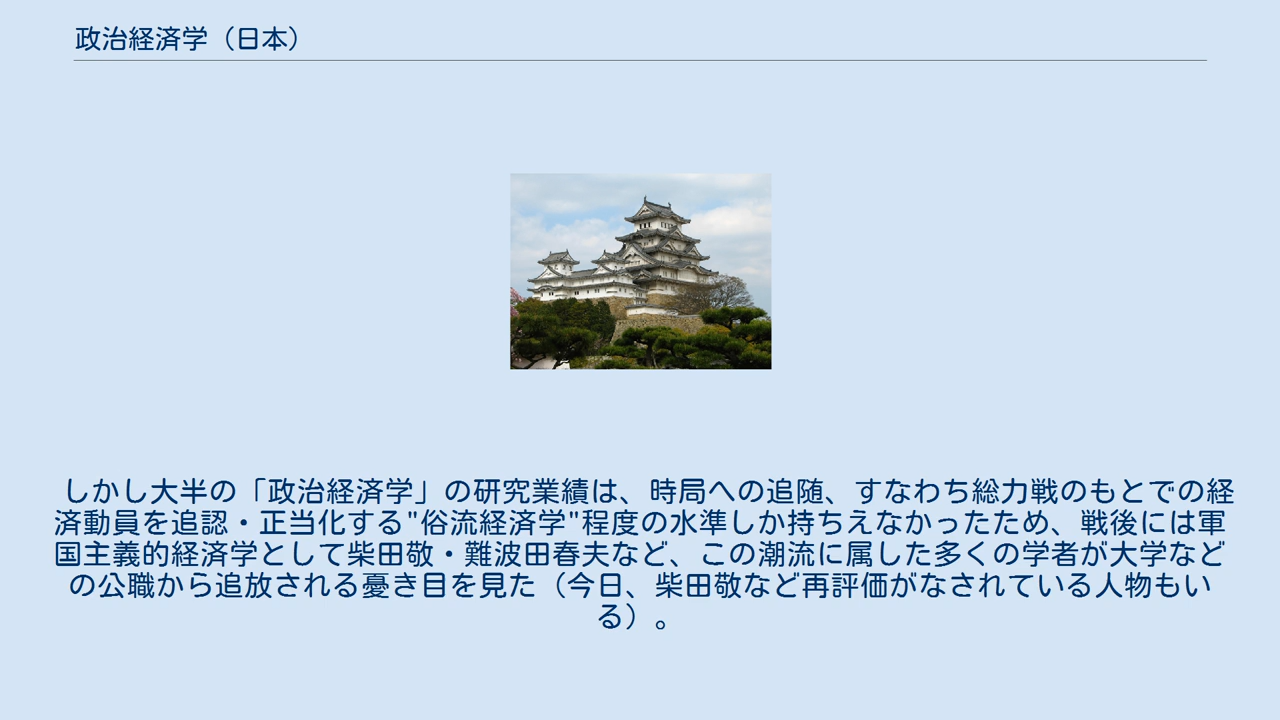 政治経済学（日本）
しかし大半の「政治経済学」の研究業績は、時局への追随、すなわち総力戦のもとでの経
済動員を追認・正当化する"俗流経済学"程度の水準しか持ちえなかったため、戦後には軍
国主義的経済学として柴田敬・難波田春夫など、この潮流に属した多くの学者が大学など
の公職から追放される憂き目を見た（今日、柴田敬など再評価がなされている人物もい
る）。